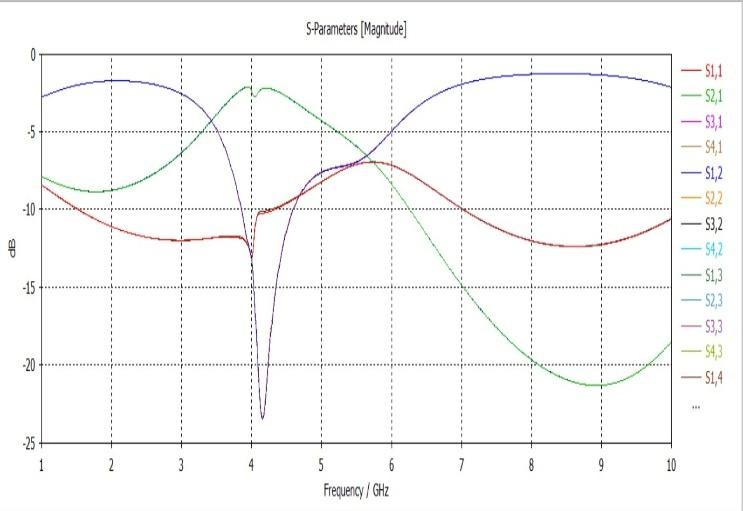 S-Parameters [Magnitude]
0
-5
-10
-15
-20
-25
dB
1 2 3 4 5 6 7 8 9 10
Frequency / GHz
S1,1
S2,1
S3,1
S4,1
S1,2
S2,2
S3,2
S4,2
S1,3
S2,3
S3,3
S4,3
S1,4
...